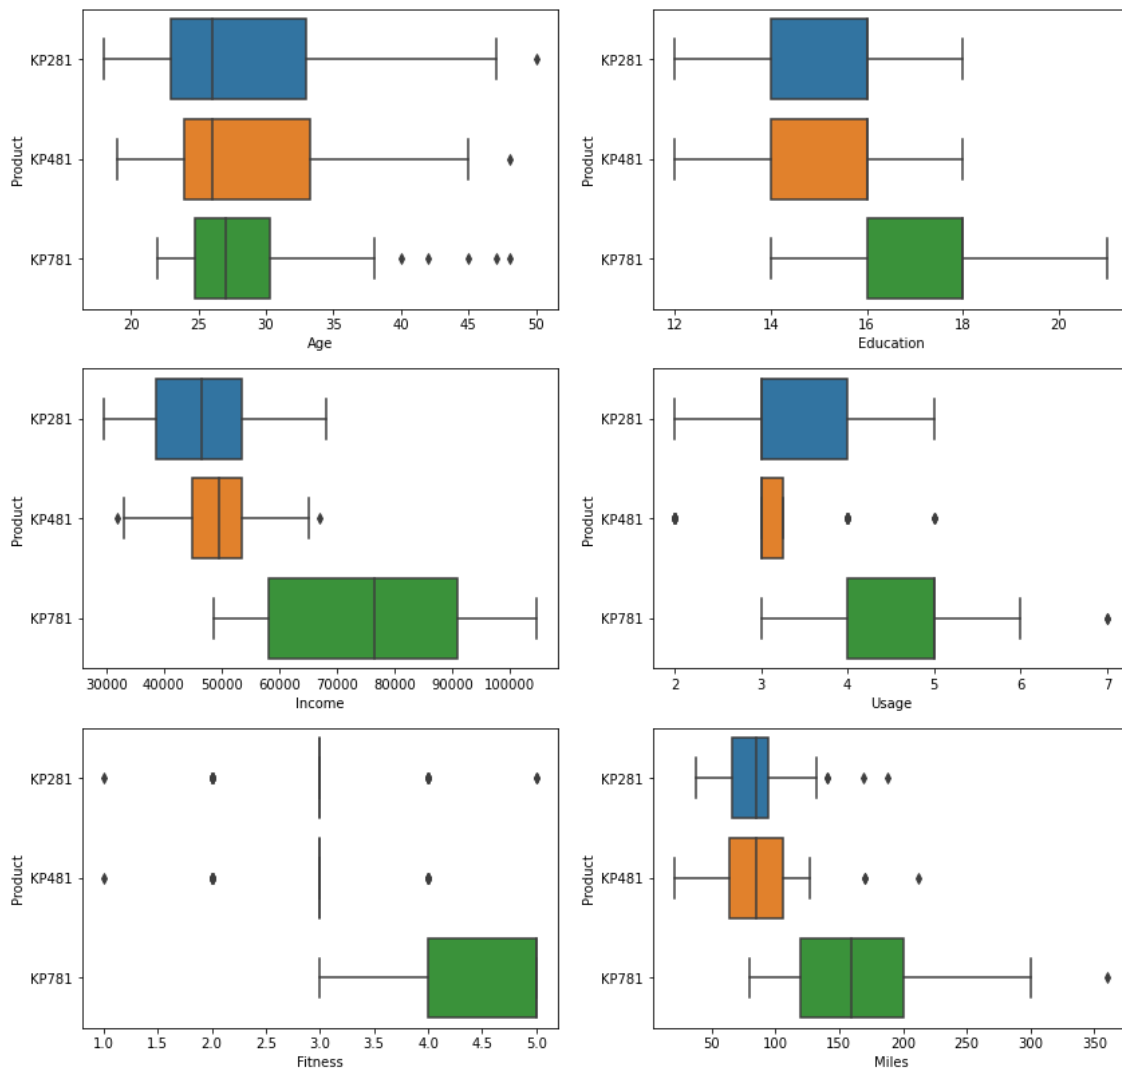 KP281
KP481
KP781
Product
20 25 30 35 40 45 50
Age
KP281
KP481
KP781
Product
12 14 16 18 20
Education
KP281
KP481
KP781
Product
30000 40000 50000 60000 70000 80000 90000 100000
Income
KP281
KP481
KP781
Product
2 3 4 5 6 7
Usage
KP281
KP481
KP781
Product
1.0 1.5 2.0 2.5 3.0 3.5 4.0 4.5 5.0
Fitness
KP281
KP481
KP781
Product
50 100 150 200 250 300 350
Miles